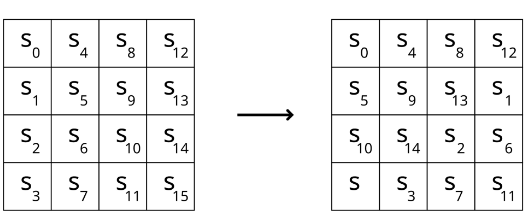 S₀ S₄ S₈ S₁₂ S₀ S₄ S₈ S₁₂
S₁ S₅ S₉ S₁₃ S₅ S₉ S₁₃ S₁
S₂ S₆ S₁₀ S₁₄ S₁₀ S₁₄ S₂ S₆
S₃ S₇ S₁₁ S₁₅ S S₃ S₇ S₁₁